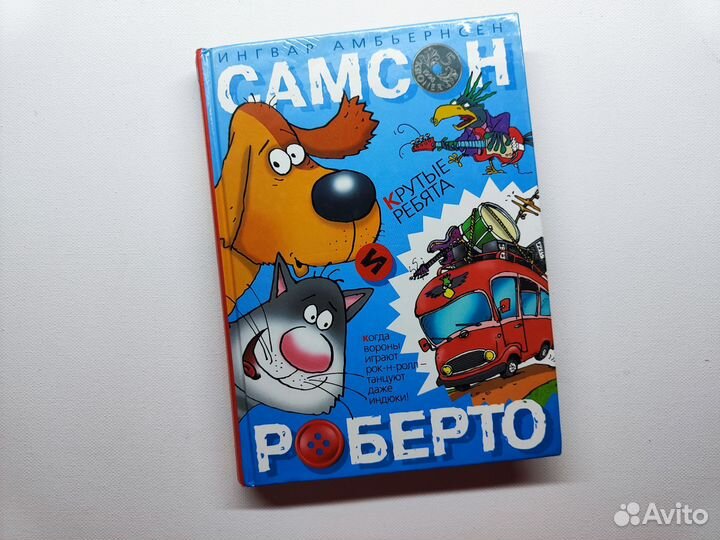 ИНГВАР АМБЬЕРНСЕН
САМСОН
КРУТЫЕ
РЕБЯТА
И
Когда
вороны
играют
рок-н-ролл –
танцуют
даже
индюки!
РОБЕРТО
Avito